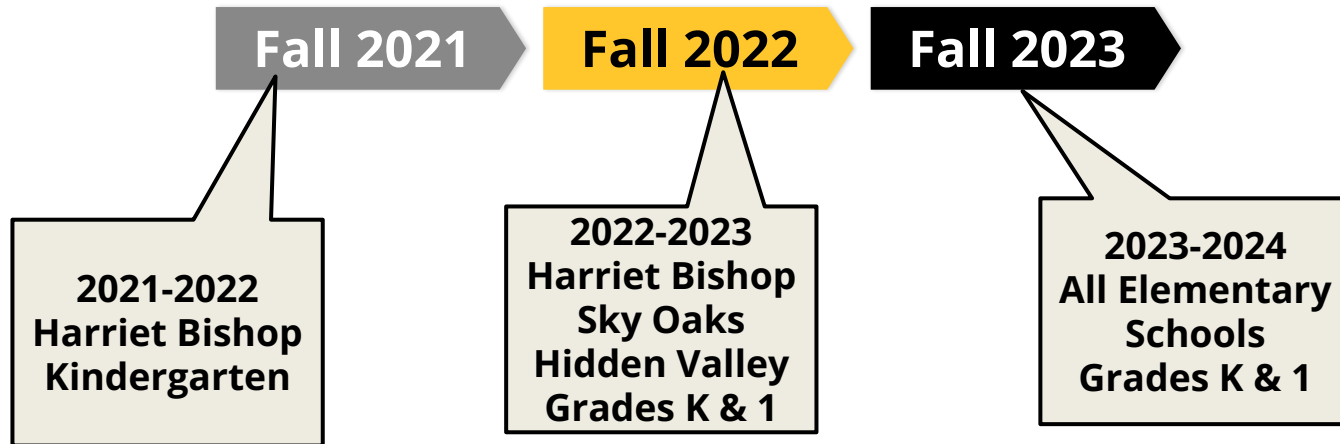 Fall 2021
Fall 2022
Fall 2023
2021-2022
Harriet Bishop
Kindergarten
2022-2023
Harriet Bishop
Sky Oaks
Hidden Valley
Grades K & 1
2023-2024
All Elementary
Schools
Grades K & 1